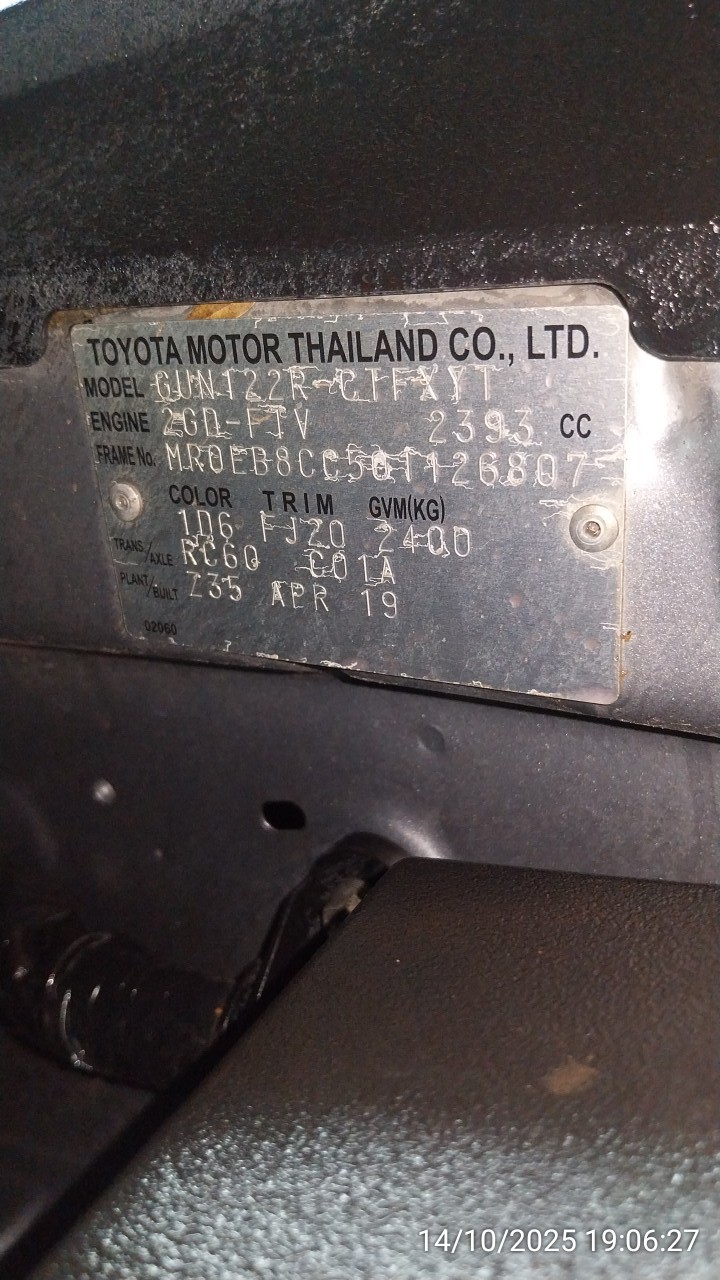 TOYOTA MOTOR THAILAND CO., LTD.
MODEL GUN122R-CTFXYT
ENGINE 2GD-FTV 2393 CC
FRAME No. MR0EB8CC501126807
COLOR TRIM GVM(KG)
1D6 FJ20 2400
TRANS./AXLE RC60 C01A
PLANT/BUILT Z35 APR 19
02060
14/10/2025 19:06:27